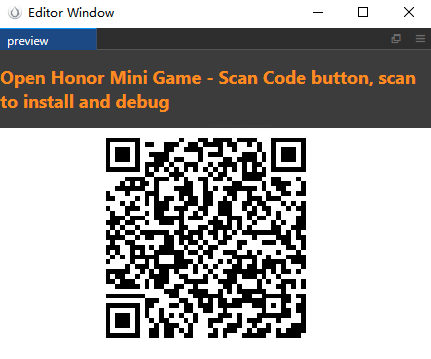 Editor Window
preview
Open Honor Mini Game - Scan Code button, scan
to install and debug